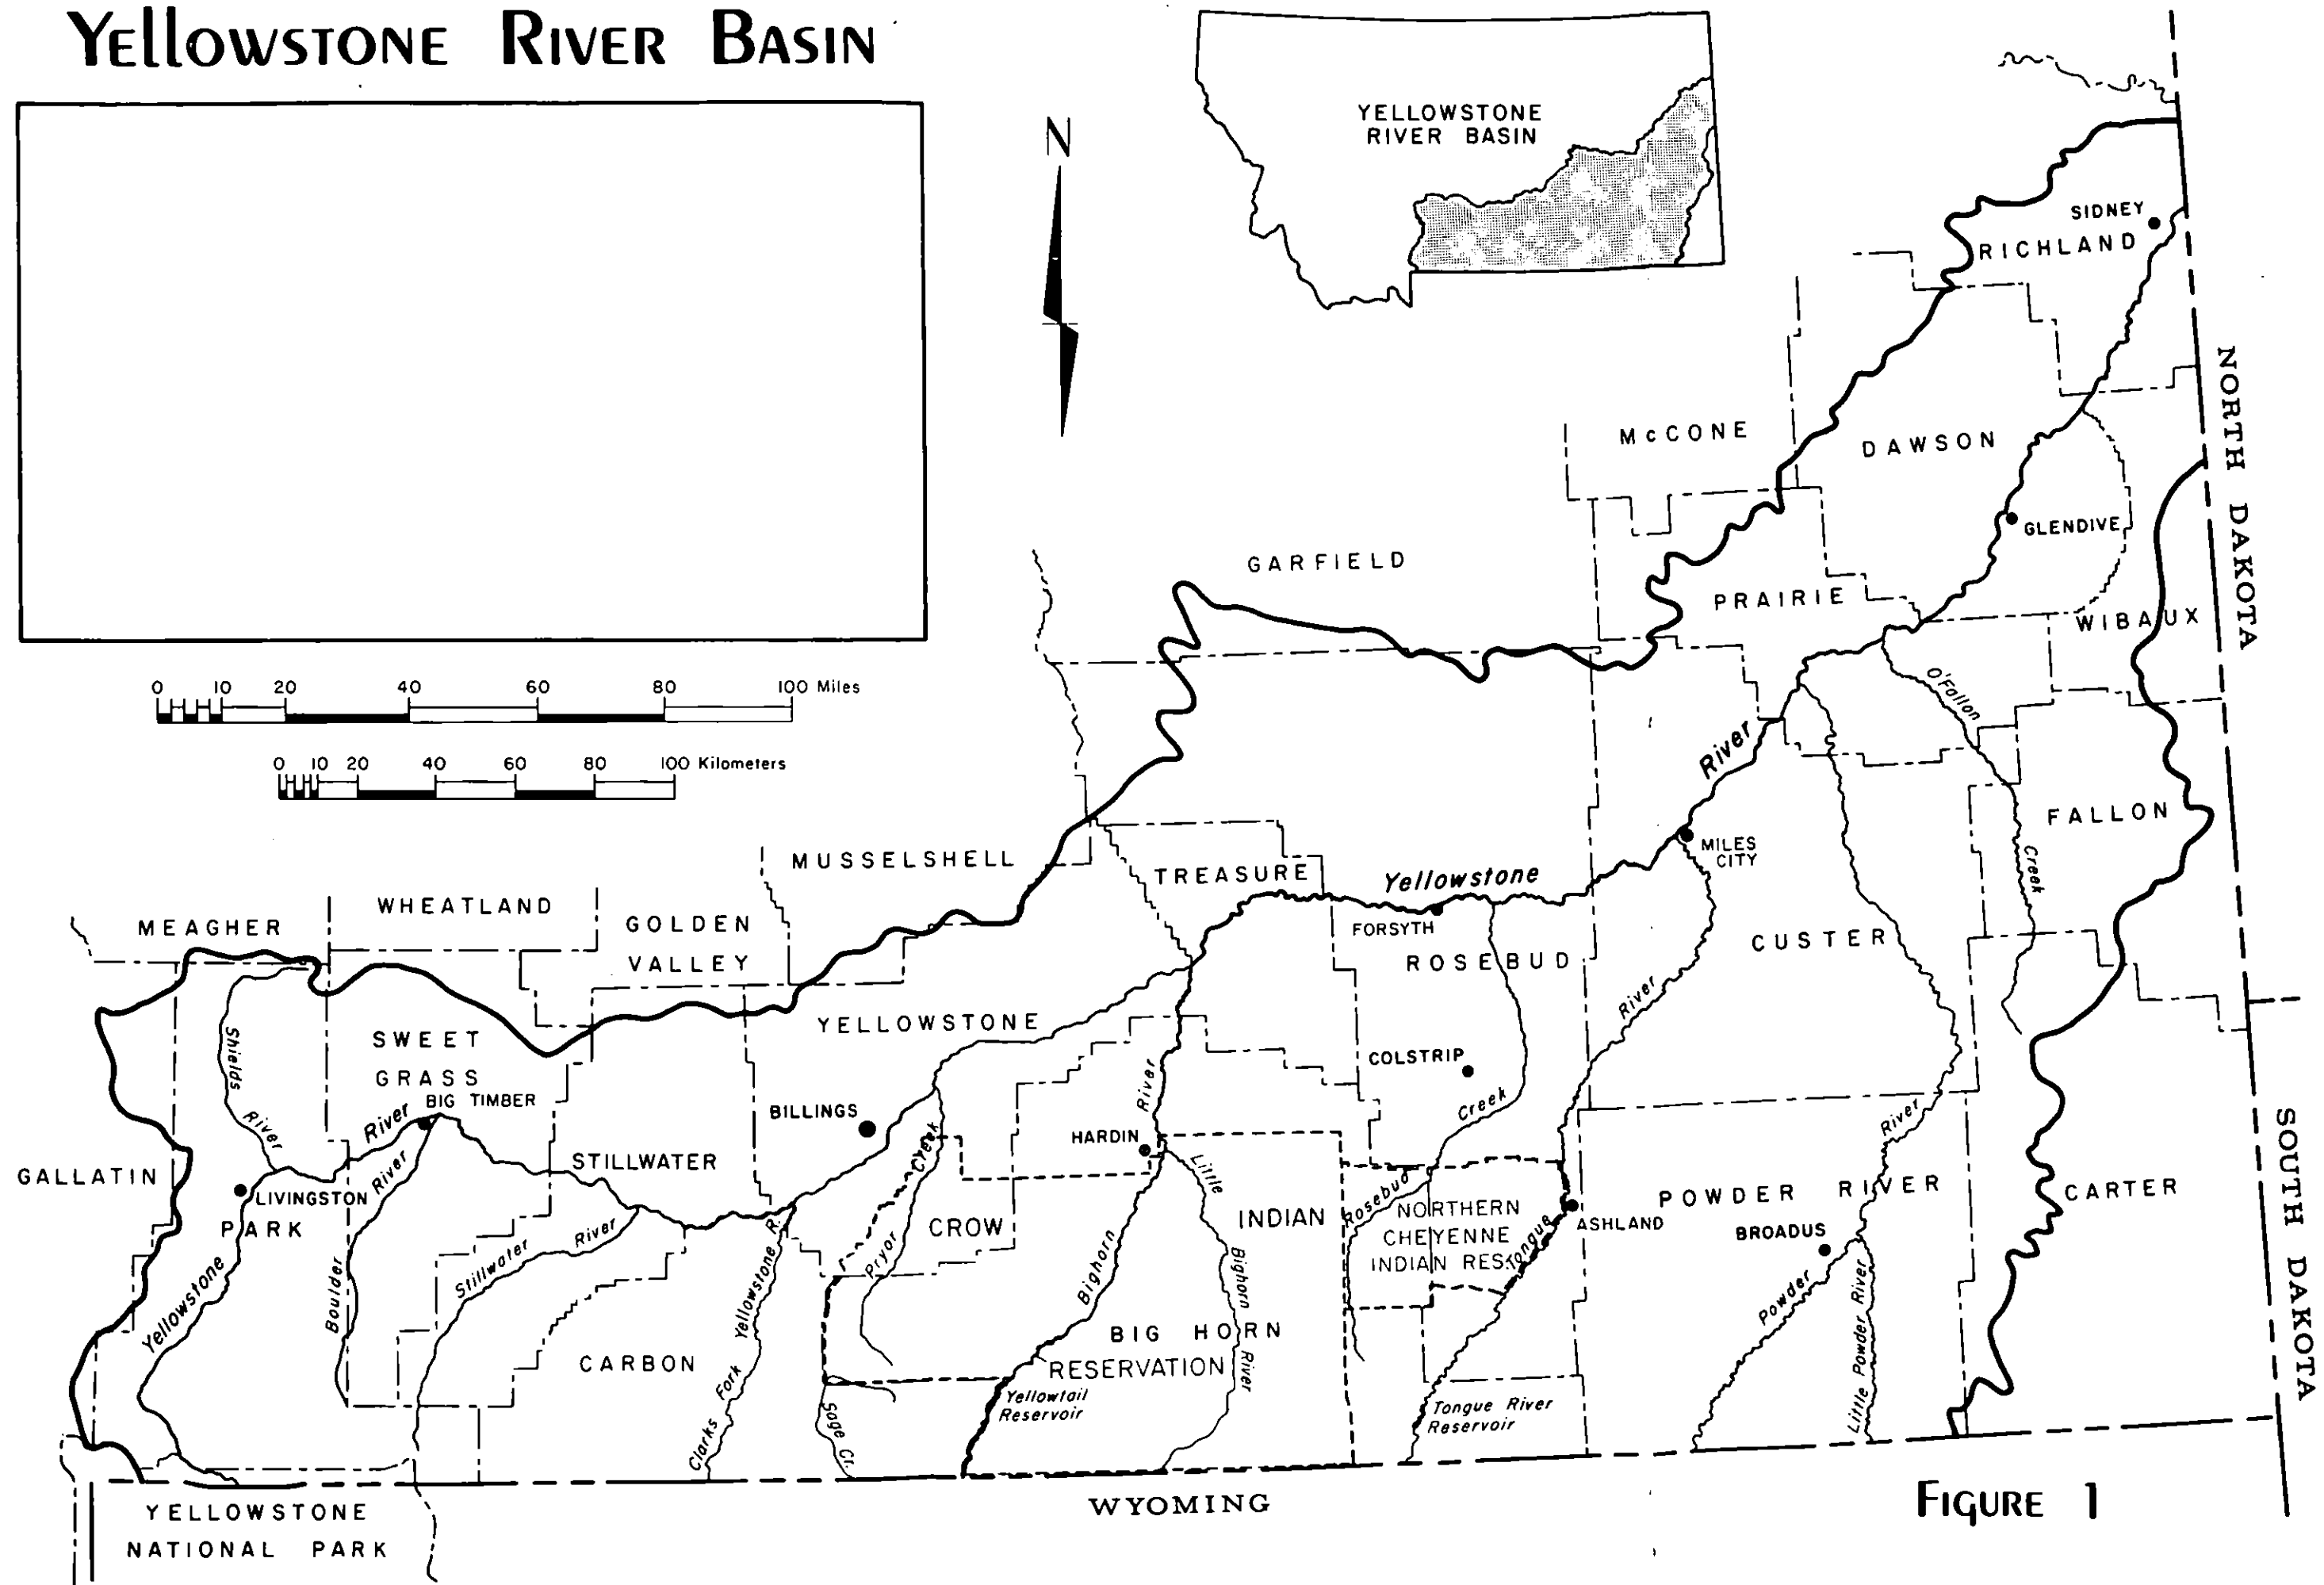 YEllOWSTONE RIVER BASIN
YELLOWSTONE
RIVER BASIN
N
0 10 20 40 60 80 100 Miles
0 10 20 40 60 80 100 Kilometers
SIDNEY
RICHLAND
NORTH DAKOTA
McCONE
DAWSON
GLENDIVE
GARFIELD
PRAIRIE
WIBAUX
O'Fallon
Creek
River
FALLON
MILES
CITY
MUSSELSHELL
TREASURE
Yellowstone
FORSYTH
ROSEBUD
CUSTER
MEAGHER
WHEATLAND
GOLDEN
VALLEY
YELLOWSTONE
SWEET
GRASS
BIG TIMBER
Shields
River
River
River
Boulder
GALLATIN
LIVINGSTON
PARK
Yellowstone
STILLWATER
Stillwater River
BILLINGS
CARBON
Clarks Fork Yellowstone R.
Pryor Creek
CROW
HARDIN
River
Bighorn
Little Bighorn River
INDIAN
BIG HORN
RESERVATION
Yellowtail
Reservoir
Sage Cr.
COLSTRIP
Creek
Rosebud
NORTHERN
CHEYENNE
INDIAN RES.
Tongue
River
ASHLAND
Tongue River
Reservoir
POWDER RIVER
BROADUS
Powder
River
Little Powder River
CARTER
SOUTH DAKOTA
WYOMING
YELLOWSTONE
NATIONAL PARK
FIGURE 1